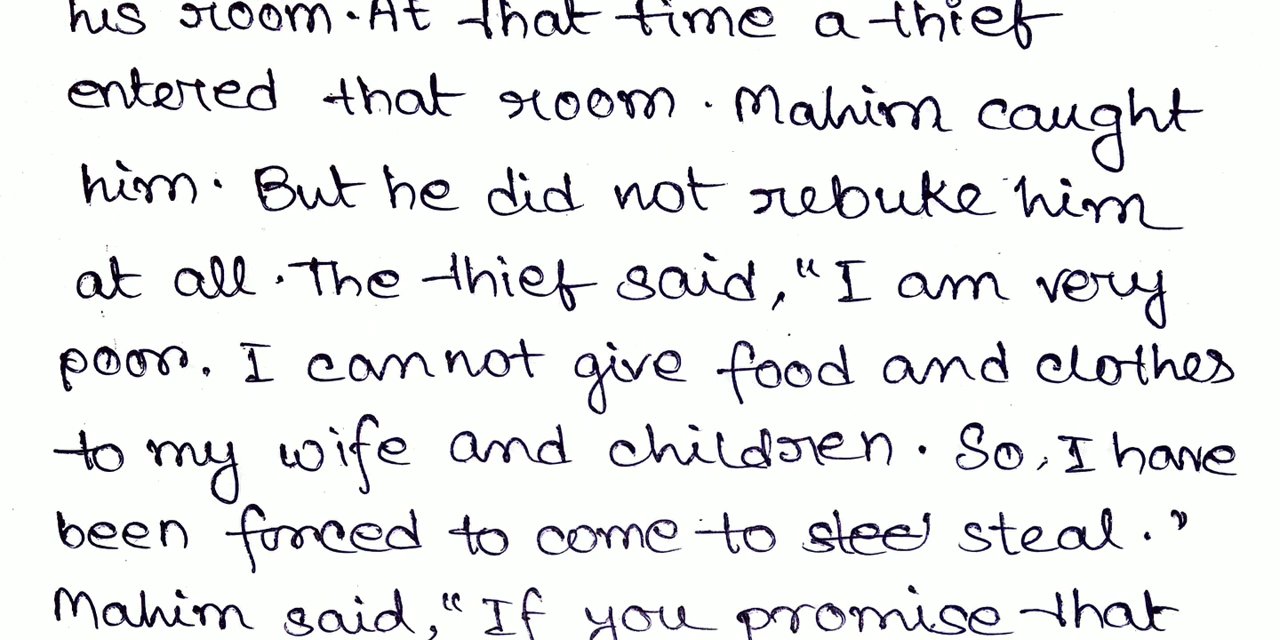 his room. At that time a thief
entered that room. Mahim caught
him. But he did not rebuke him
at all. The thief said, "I am very
poor. I cannot give food and clothes
to my wife and children. So, I have
been forced to come to steel steal."
Mahim said, "If you promise that